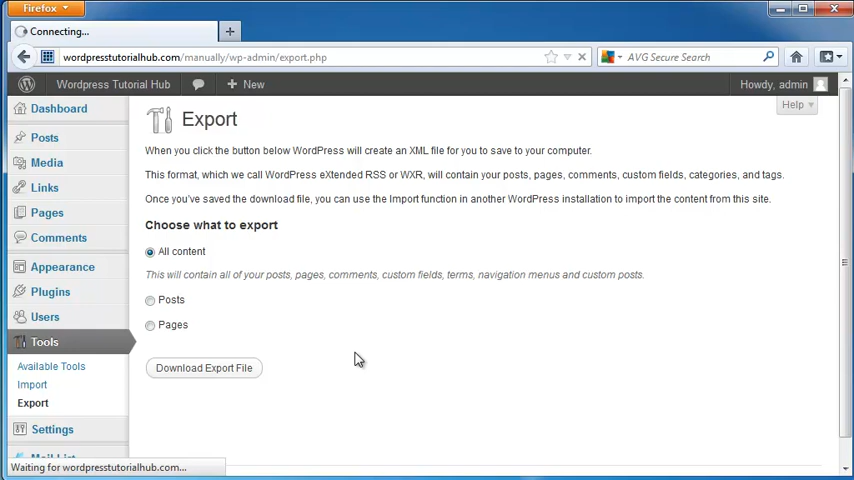 Firefox
Connecting...
wordpresstutorialhub.com/manually/wp-admin/export.php
AVG Secure Search
Wordpress Tutorial Hub
New
Howdy, admin
Dashboard
Posts
Media
Links
Pages
Comments
Appearance
Plugins
Users
Tools
Available Tools
Import
Export
Settings
Mail List
Help
Export
When you click the button below WordPress will create an XML file for you to save to your computer.
This format, which we call WordPress eXtended RSS or WXR, will contain your posts, pages, comments, custom fields, categories, and tags.
Once you've saved the download file, you can use the Import function in another WordPress installation to import the content from this site.
Choose what to export
All content
This will contain all of your posts, pages, comments, custom fields, terms, navigation menus and custom posts.
Posts
Pages
Download Export File
Waiting for wordpresstutorialhub.com...